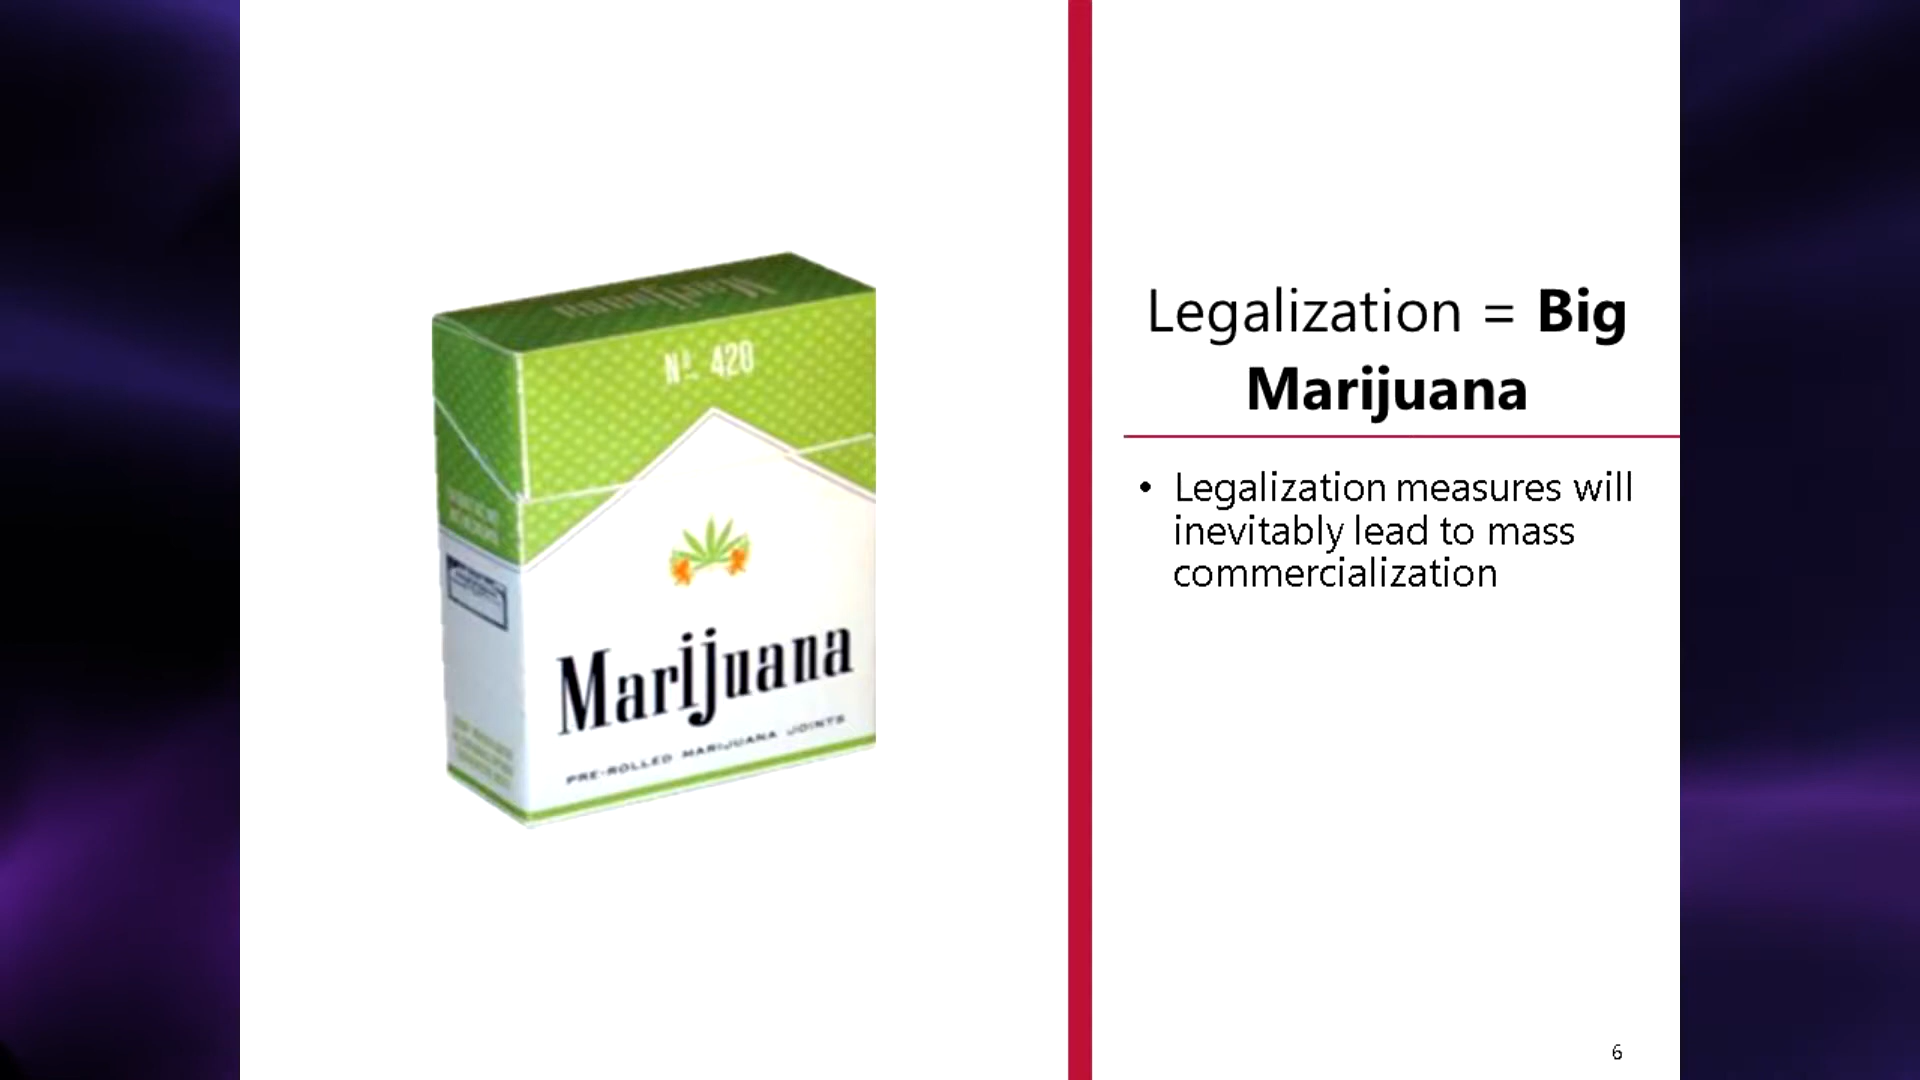 Nº 420
Marijuana
PRE-ROLLED MARIJUANA JOINTS
Legalization = Big
Marijuana
• Legalization measures will
inevitably lead to mass
commercialization
6